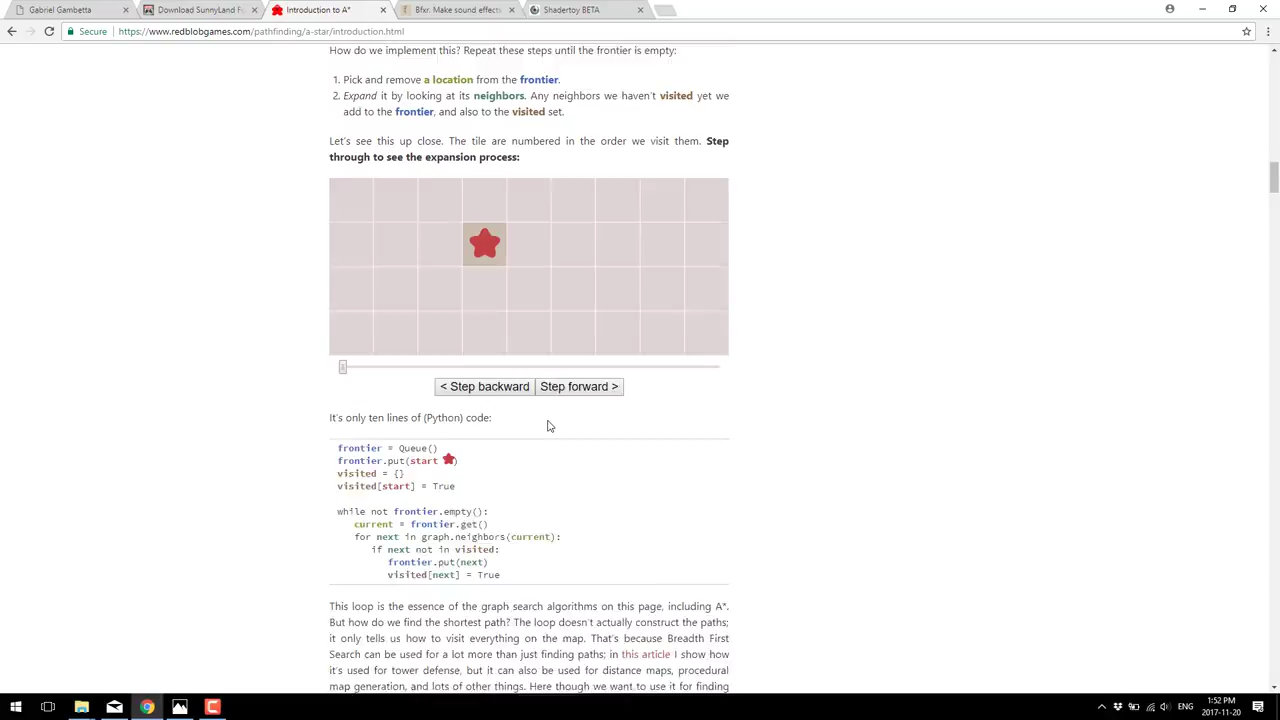 Gabriel Gambetta
Download SunnyLand F
Introduction to A*
Bfxr. Make sound effects
Shadertoy BETA
Secure
https://www.redblobgames.com/pathfinding/a-star/introduction.html
How do we implement this? Repeat these steps until the frontier is empty:
1. Pick and remove a location from the frontier.
2. Expand it by looking at its neighbors. Any neighbors we haven't visited yet we
add to the frontier, and also to the visited set.
Let's see this up close. The tile are numbered in the order we visit them. Step
through to see the expansion process:
< Step backward
Step forward >
It's only ten lines of (Python) code:
frontier = Queue()
frontier.put(start )
visited = {}
visited[start] = True
while not frontier.empty():
current = frontier.get()
for next in graph.neighbors(current):
if next not in visited:
frontier.put(next)
visited[next] = True
This loop is the essence of the graph search algorithms on this page, including A*.
But how do we find the shortest path? The loop doesn't actually construct the paths;
it only tells us how to visit everything on the map. That's because Breadth First
Search can be used for a lot more than just finding paths; in this article I show how
it's used for tower defense, but it can also be used for distance maps, procedural
map generation, and lots of other things. Here though we want to use it for finding
ENG
1:52 PM
2017-11-20